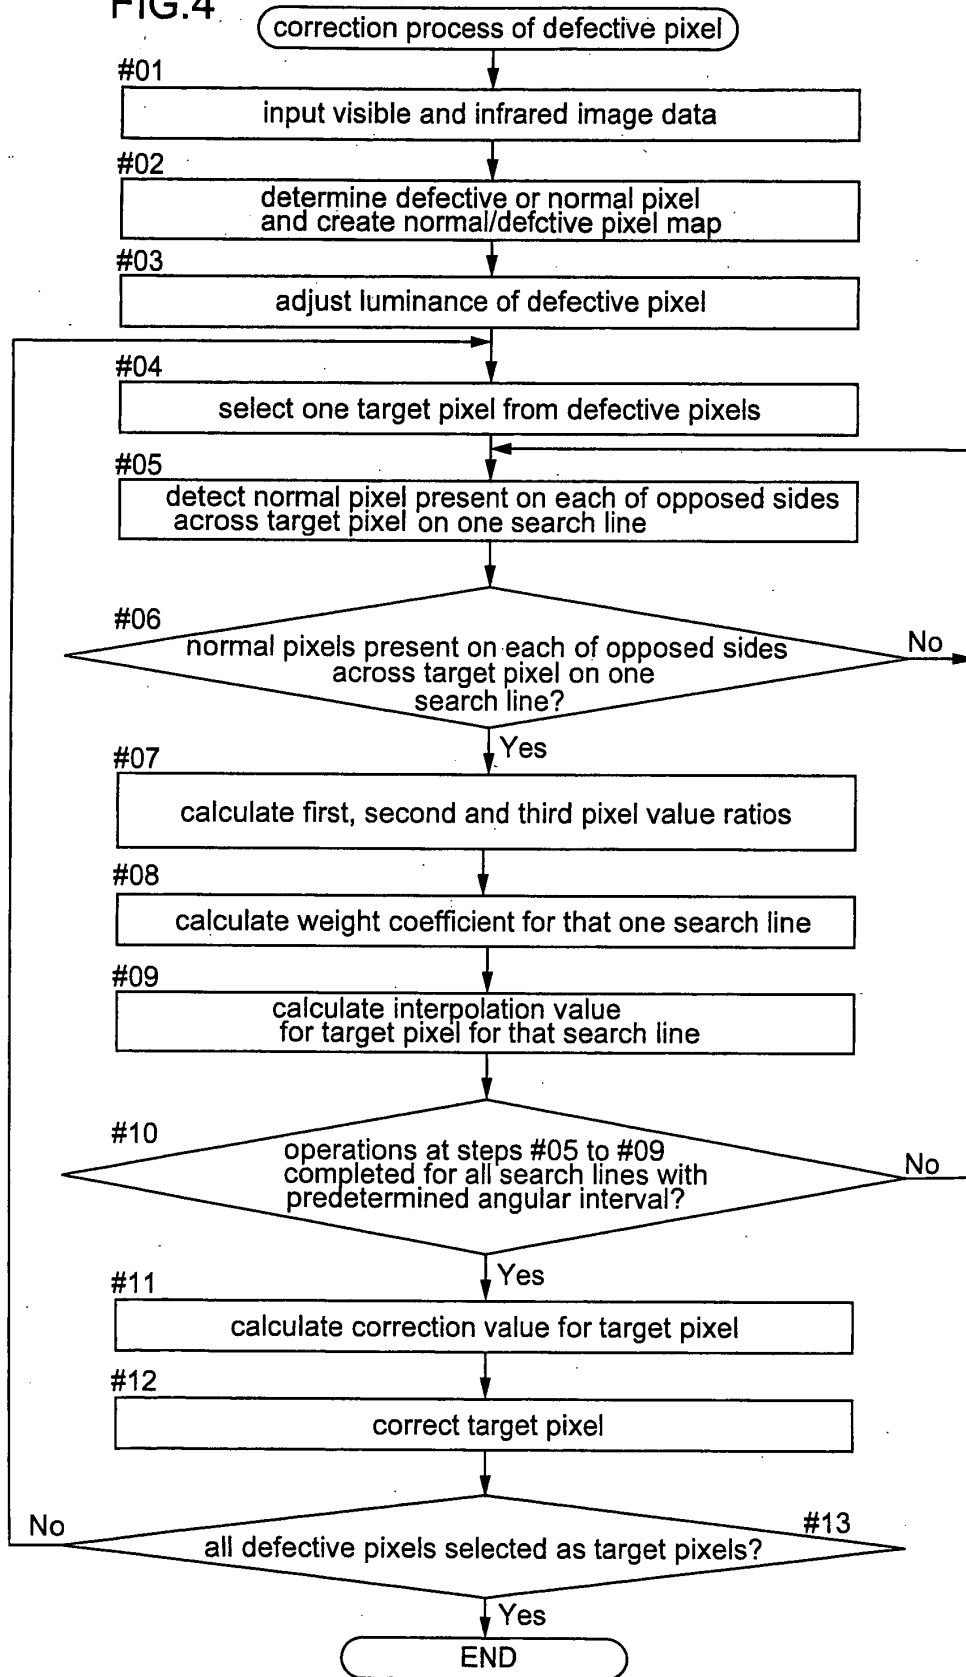 FIG.4
correction process of defective pixel
#01
input visible and infrared image data
#02
determine defective or normal pixel
and create normal/defctive pixel map
#03
adjust luminance of defective pixel
#04
select one target pixel from defective pixels
#05
detect normal pixel present on each of opposed sides
across target pixel on one search line
#06
normal pixels present on each of opposed sides
across target pixel on one
search line?
No
Yes
#07
calculate first, second and third pixel value ratios
#08
calculate weight coefficient for that one search line
#09
calculate interpolation value
for target pixel for that search line
#10
operations at steps #05 to #09
completed for all search lines with
predetermined angular interval?
No
Yes
#11
calculate correction value for target pixel
#12
correct target pixel
No
#13
all defective pixels selected as target pixels?
Yes
END